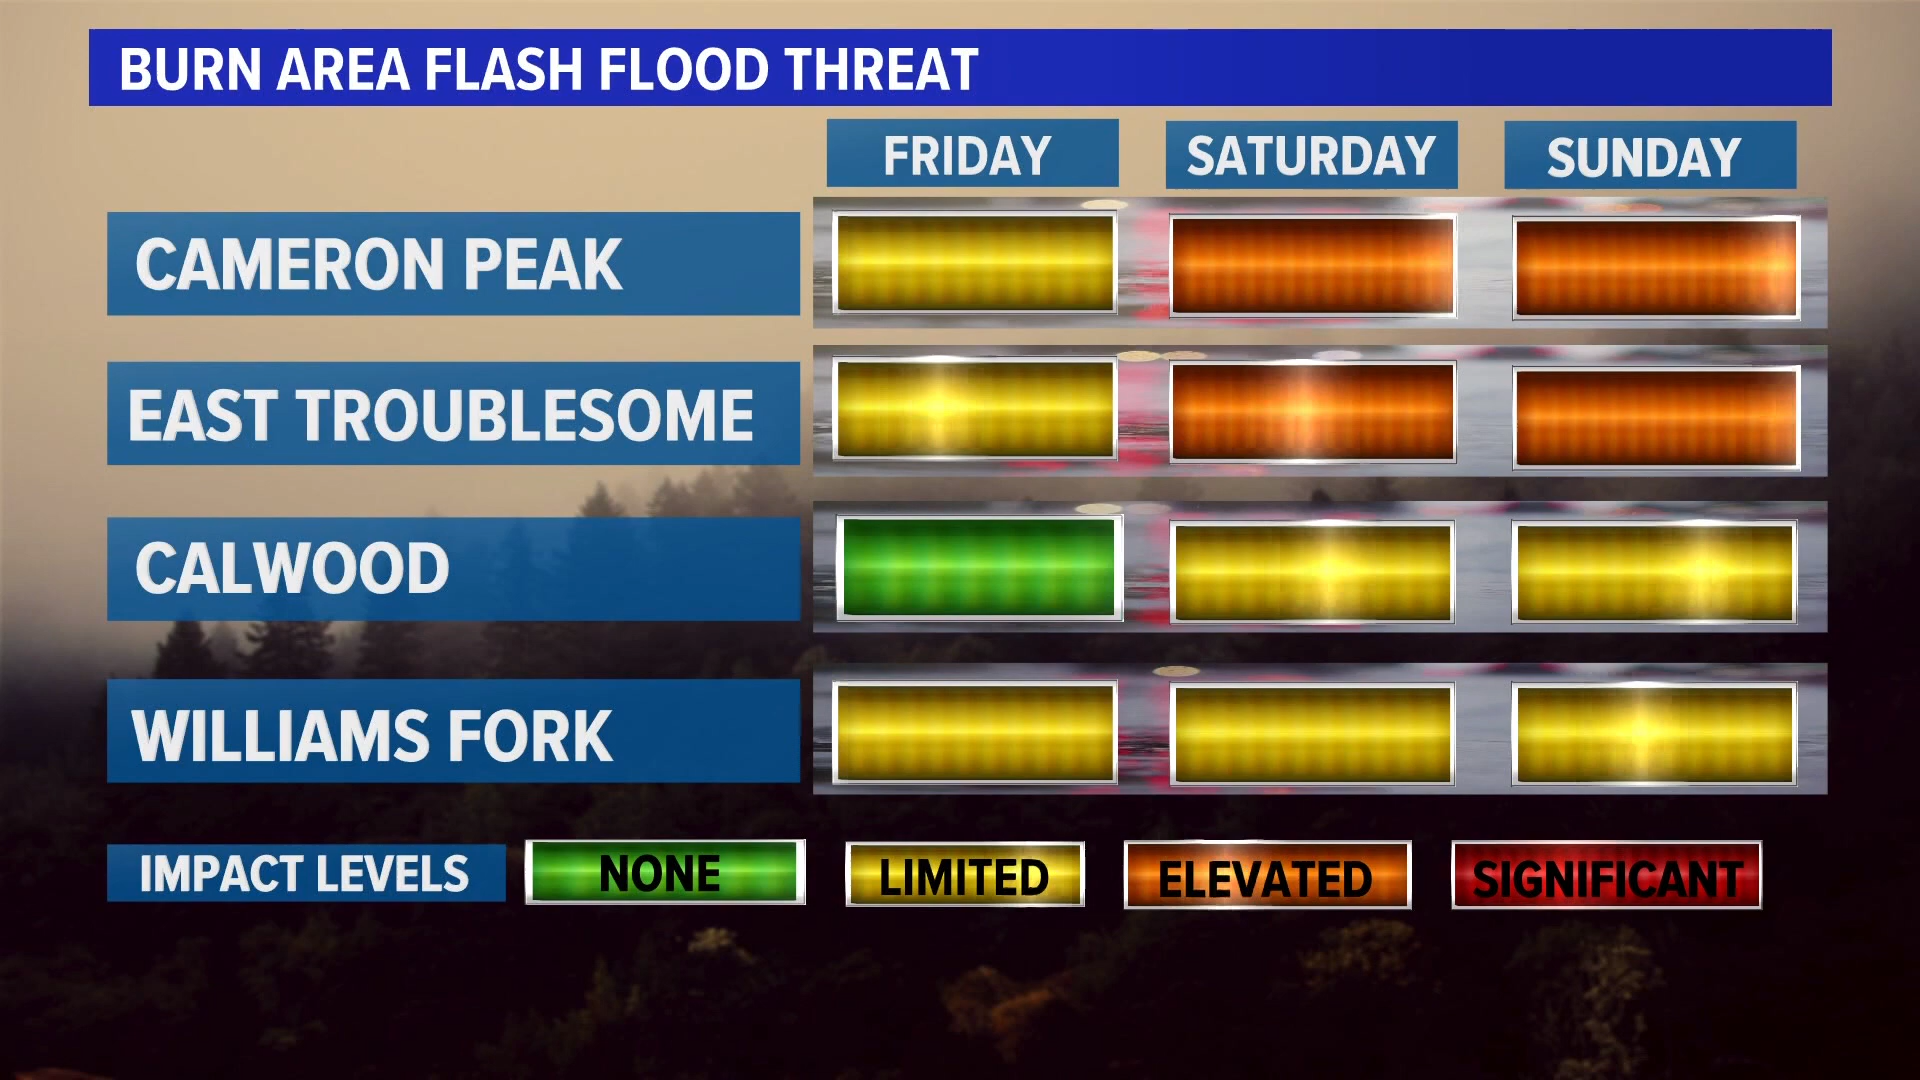 BURN AREA FLASH FLOOD THREAT
FRIDAY SATURDAY SUNDAY
CAMERON PEAK
EAST TROUBLESOME
CALWOOD
WILLIAMS FORK
IMPACT LEVELS NONE LIMITED ELEVATED SIGNIFICANT